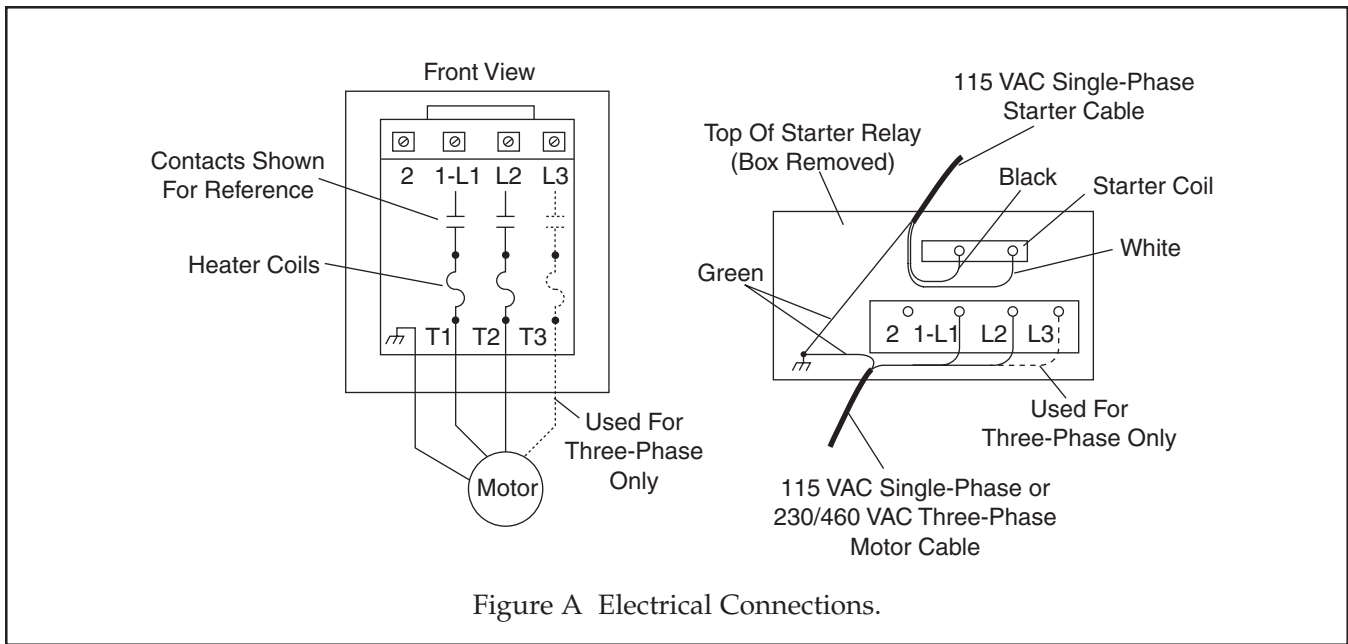 Front View
Contacts Shown
For Reference
2 1-L1 L2 L3
Heater Coils
T1 T2 T3
Used For
Three-Phase
Only
Motor
115 VAC Single-Phase
Starter Cable
Top Of Starter Relay
(Box Removed)
Black
Starter Coil
White
Green
2 1-L1 L2 L3
Used For
Three-Phase Only
115 VAC Single-Phase or
230/460 VAC Three-Phase
Motor Cable
Figure A Electrical Connections.